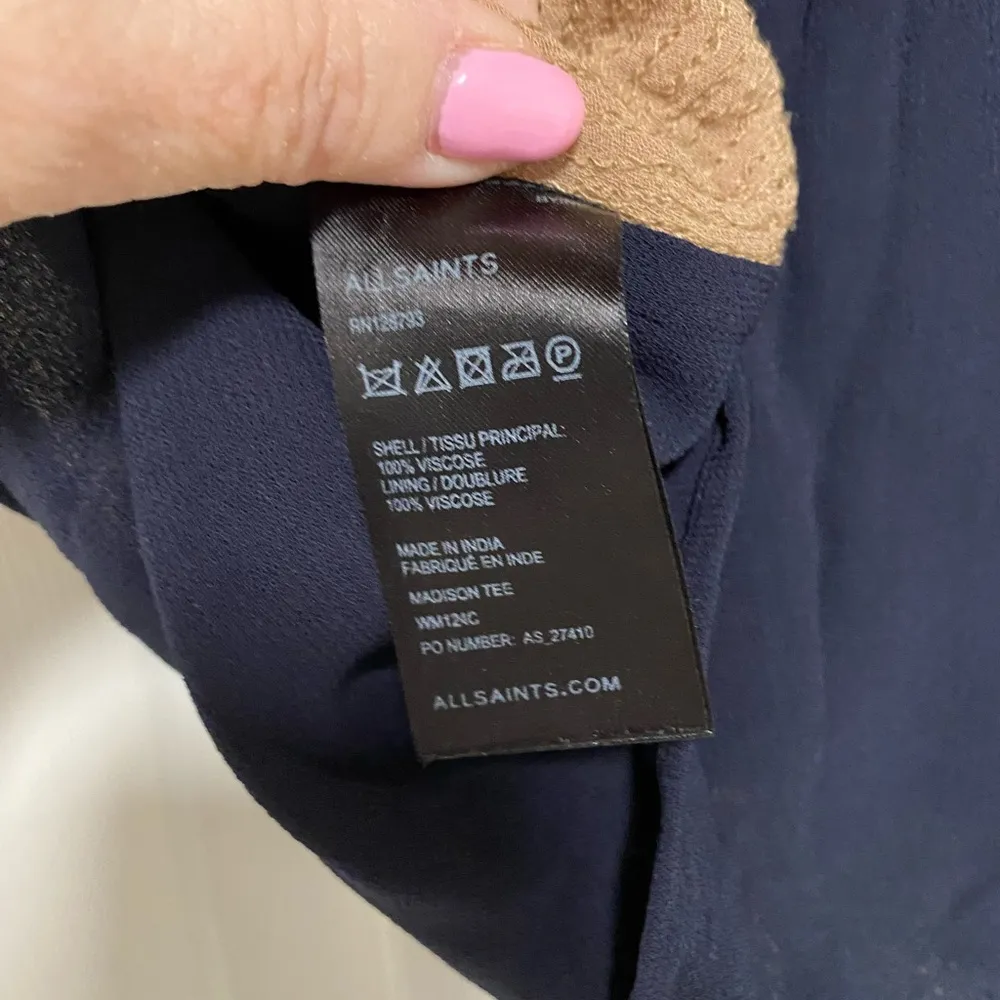 ALLSAINTS
RN128793
P
SHELL / TISSU PRINCIPAL:
100% VISCOSE
LINING / DOUBLURE
100% VISCOSE
MADE IN INDIA
FABRIQUÉ EN INDE
MADISON TEE
WM124C
PO NUMBER: AS_27410
ALLSAINTS.COM